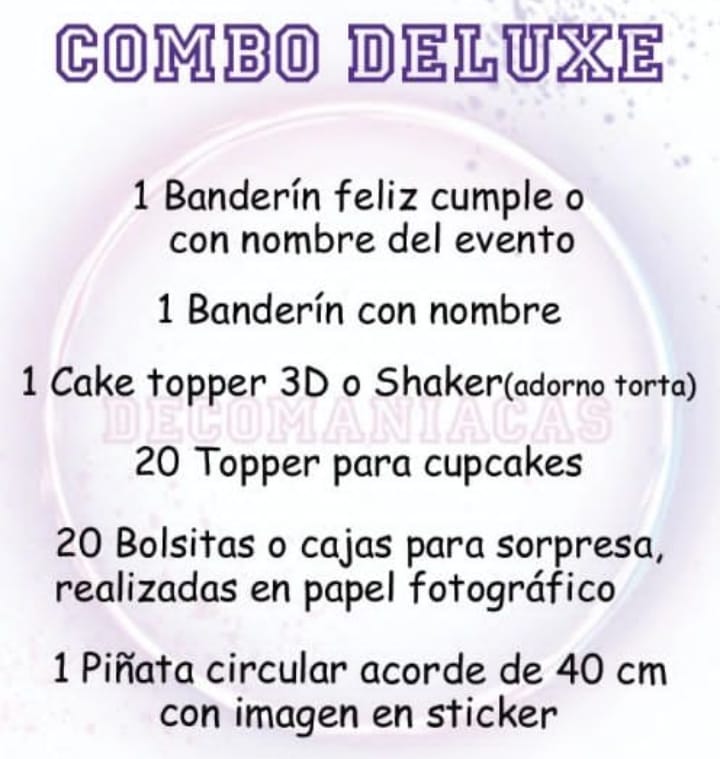 COMBO DELUXE
1 Banderín feliz cumple o
con nombre del evento
1 Banderín con nombre
1 Cake topper 3D o Shaker(adorno torta)
DECOMANIACAS
20 Topper para cupcakes
20 Bolsitas o cajas para sorpresa,
realizadas en papel fotográfico
1 Piñata circular acorde de 40 cm
con imagen en sticker